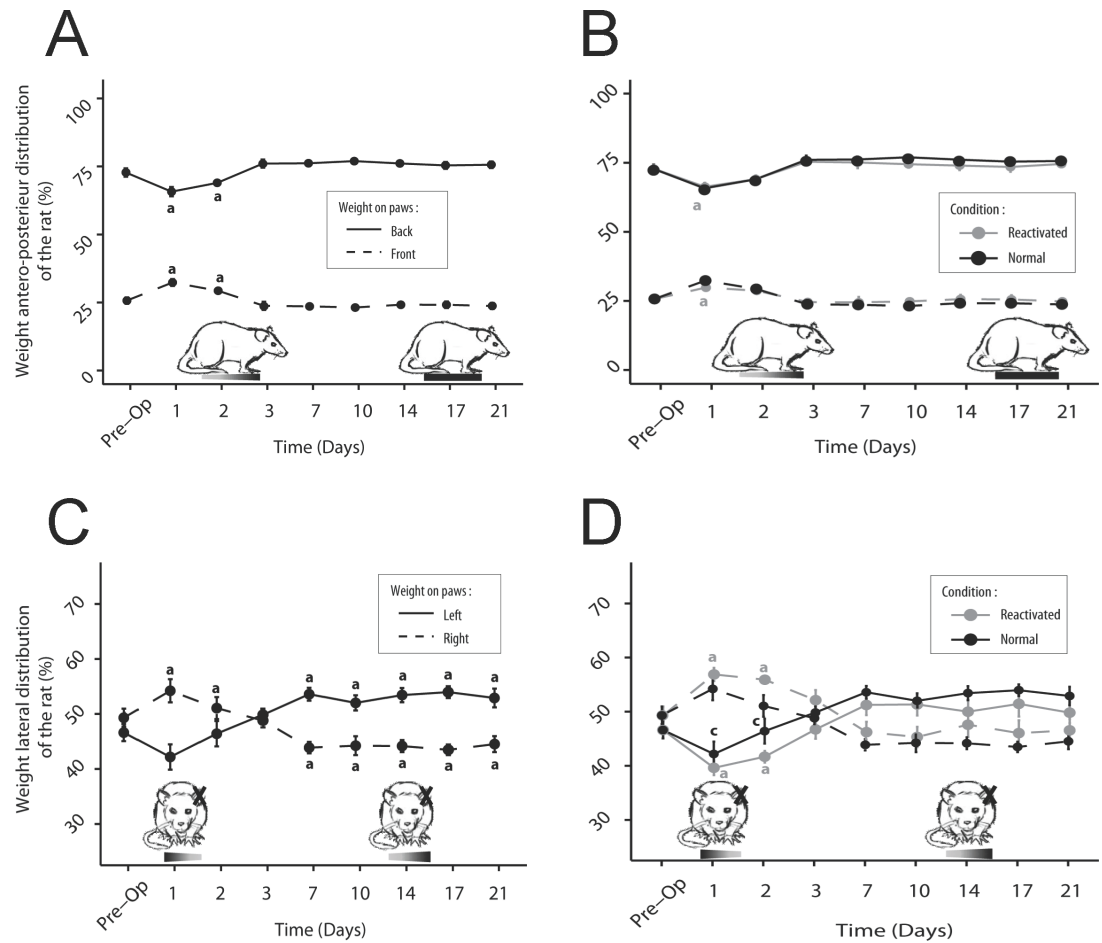 A
Weight antero-posterieur distribution
of the rat (%)
100
75
50
25
0
a
a
a
a
Weight on paws :
Back
Front
Pre–Op 1 2 3 7 10 14 17 21
Time (Days)
B
100
75
50
25
0
a
a
Condition :
Reactivated
Normal
Pre–Op 1 2 3 7 10 14 17 21
Time (Days)
C
Weight lateral distribution
of the rat (%)
70
60
50
40
30
Weight on paws :
Left
Right
a a a a a a a
a a a a a
Pre–Op 1 2 3 7 10 14 17 21
Time (Days)
D
70
60
50
40
30
Condition :
Reactivated
Normal
a a
c c
a a
Pre–Op 1 2 3 7 10 14 17 21
Time (Days)